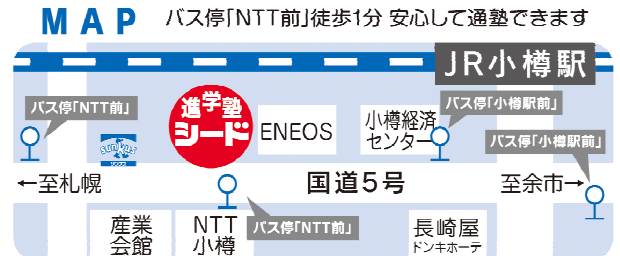 MAP バス停「NTT前」徒歩1分 安心して通塾できます
JR小樽駅
バス停「NTT前」
進学塾
シード
ENEOS
小樽経済
センター
バス停「小樽駅前」
バス停「小樽駅前」
sunkus
←至札幌
国道5号
至余市→
産業
会館
NTT
小樽
バス停「NTT前」
長崎屋
ドンキホーテ